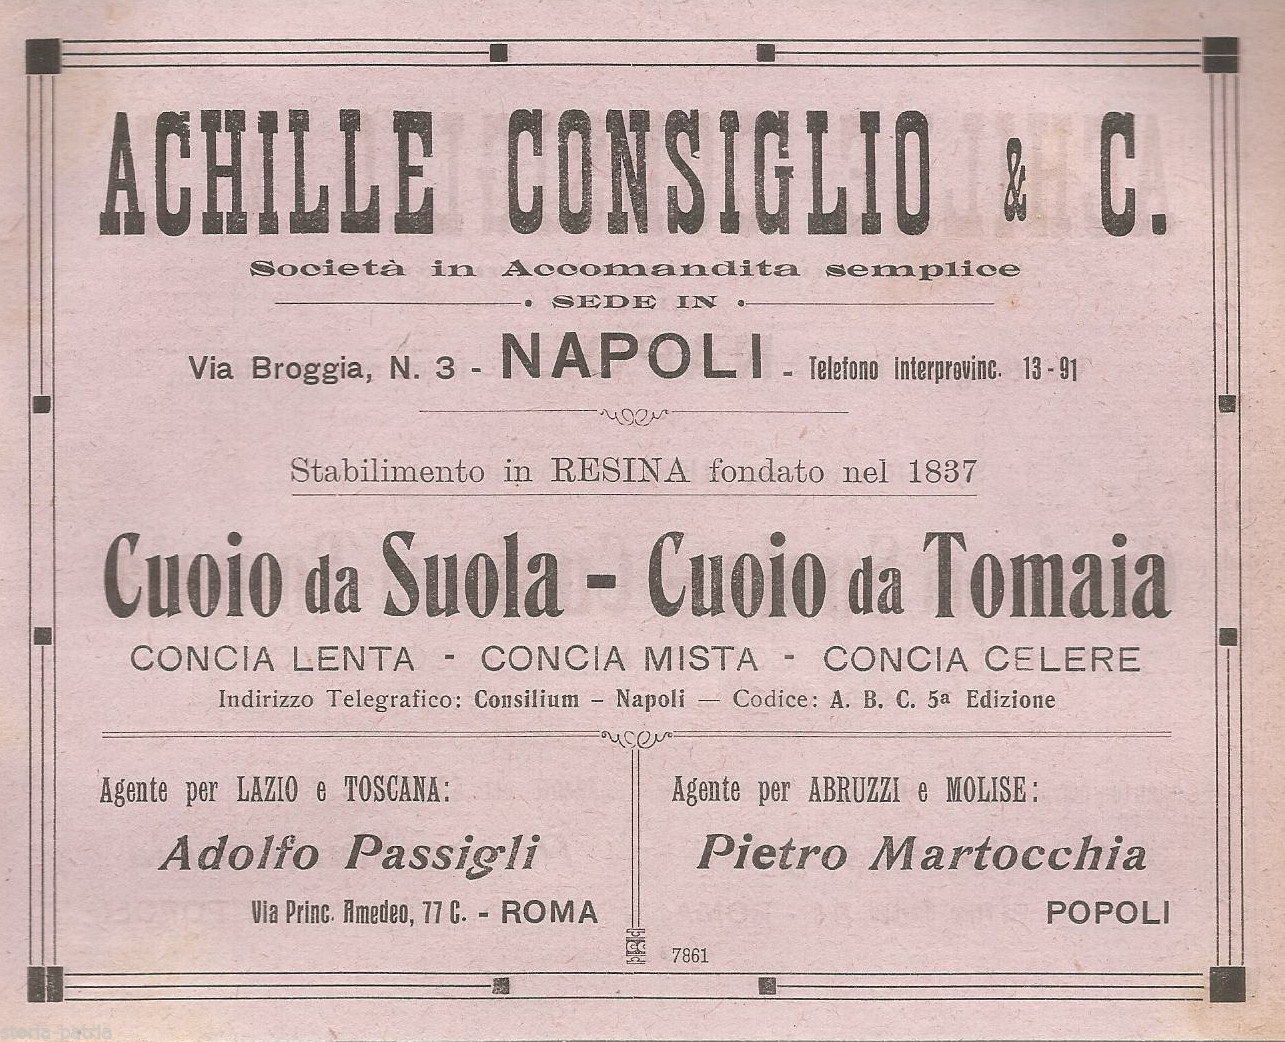 ACHILLE CONSIGLIO & C.
Società in Accomandita semplice
• SEDE IN •
Via Broggia, N. 3 - NAPOLI - Telefono interprovinc. 13-91
Stabilimento in RESINA fondato nel 1837
Cuoio da Suola - Cuoio da Tomaia
CONCIA LENTA - CONCIA MISTA - CONCIA CELERE
Indirizzo Telegrafico: Consilium - Napoli — Codice: A. B. C. 5ª Edizione
Agente per LAZIO e TOSCANA:
Adolfo Passigli
Via Princ. Amedeo, 77 C. - ROMA
Agente per ABRUZZI e MOLISE:
Pietro Martocchia
POPOLI
7861
steria-patria